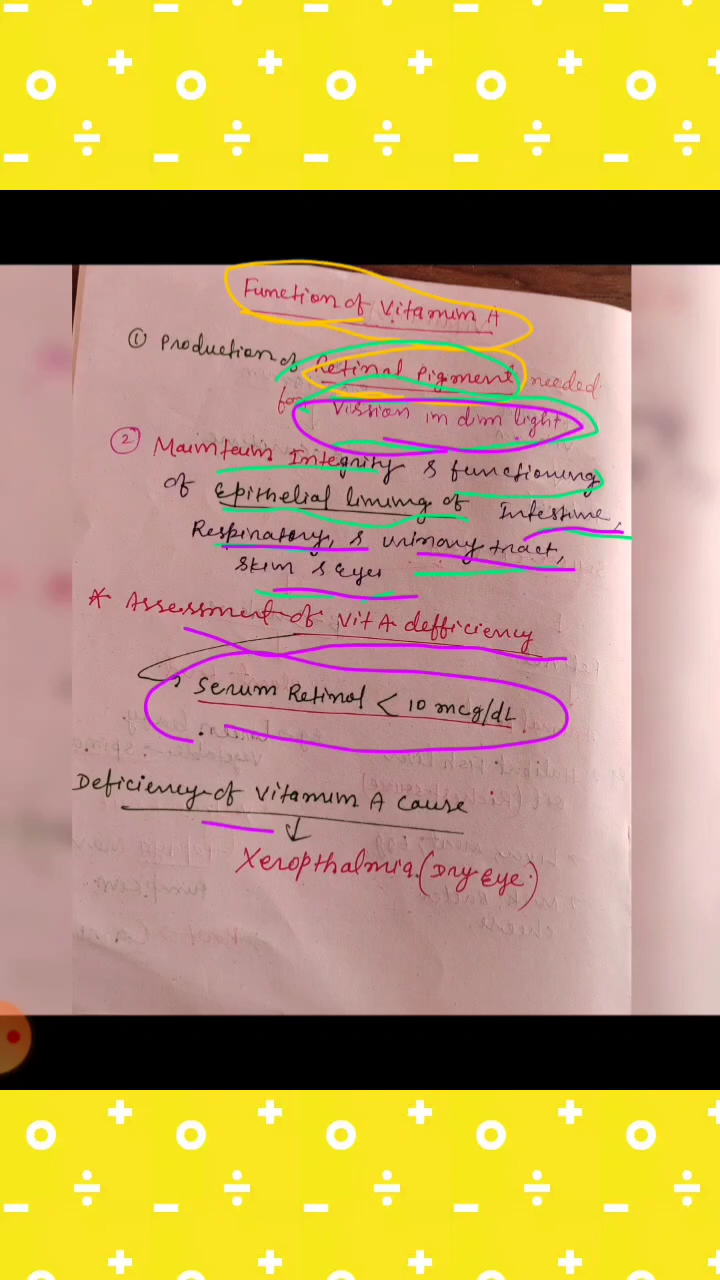 Function of Vitamin A
① Production of Retinal Pigment needed
for Vission in dim light
② Maintain Integrity & functioning
of Epithelial lining of Intestine,
Respiratory, & urinary tract,
Skin & eye
* Assessment of Vit A defficiency
→ Serum Retinol < 10 mcg/dL.
Deficiency of Vitamin A cause
↓
Xeropthalmia. (Dry Eye.)